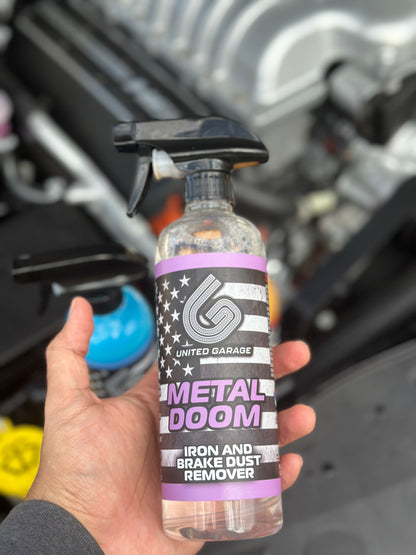 UNITED GARAGE
METAL
DOOM
IRON AND
BRAKE DUST
REMOVER